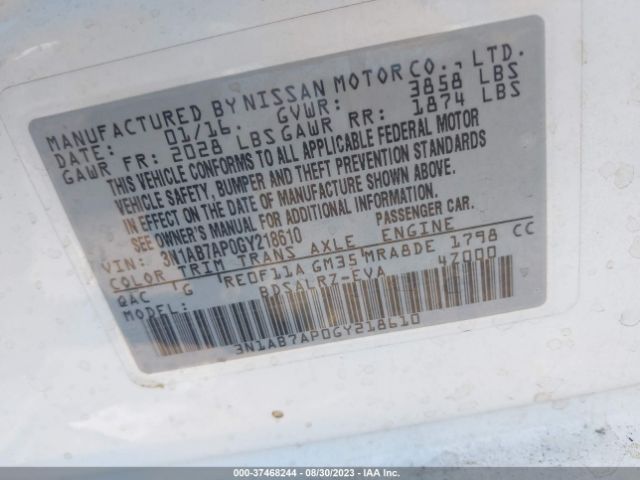 MANUFACTURED BY NISSAN MOTOR CO., LTD.
DATE: 01/16. GVWR: 3858 LBS
GAWR FR: 2028 LBS GAWR RR: 1874 LBS
THIS VEHICLE CONFORMS TO ALL APPLICABLE FEDERAL MOTOR
VEHICLE SAFETY, BUMPER AND THEFT PREVENTION STANDARDS
IN EFFECT ON THE DATE OF MANUFACTURE SHOWN ABOVE.
SEE OWNER'S MANUAL FOR ADDITIONAL INFORMATION.
VIN: 3N1AB7AP0GY218610 PASSENGER CAR.
COLOR TRIM TRANS AXLE ENGINE
QAC G RE0F11A GM35 MRA8DE 1798 CC
MODEL: BDSALRZ-EVA 47000
3N1AB7AP0GY218610
000-37468244 | 08/30/2023 - Copyright IAA, Inc.